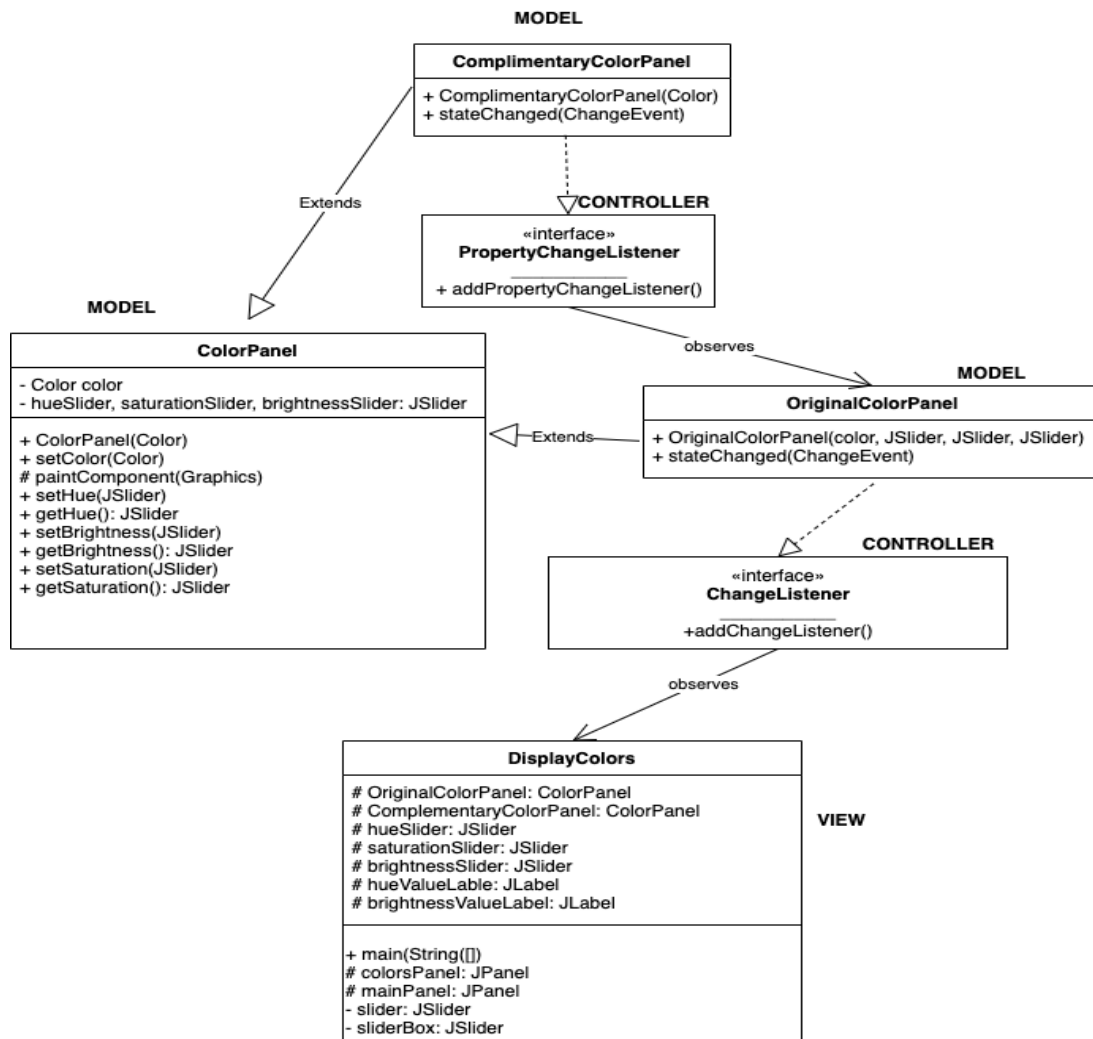 MODEL
ComplimentaryColorPanel
+ ComplimentaryColorPanel(Color)
+ stateChanged(ChangeEvent)
Extends
CONTROLLER
«interface»
PropertyChangeListener
+ addPropertyChangeListener()
observes
MODEL
ColorPanel
- Color color
- hueSlider, saturationSlider, brightnessSlider: JSlider
+ ColorPanel(Color)
+ setColor(Color)
# paintComponent(Graphics)
+ setHue(JSlider)
+ getHue(): JSlider
+ setBrightness(JSlider)
+ getBrightness(): JSlider
+ setSaturation(JSlider)
+ getSaturation(): JSlider
Extends
MODEL
OriginalColorPanel
+ OriginalColorPanel(color, JSlider, JSlider, JSlider)
+ stateChanged(ChangeEvent)
CONTROLLER
«interface»
ChangeListener
+addChangeListener()
observes
DisplayColors
# OriginalColorPanel: ColorPanel
# ComplementaryColorPanel: ColorPanel
# hueSlider: JSlider
# saturationSlider: JSlider
# brightnessSlider: JSlider
# hueValueLable: JLabel
# brightnessValueLabel: JLabel
VIEW
+ main(String([])
# colorsPanel: JPanel
# mainPanel: JPanel
- slider: JSlider
- sliderBox: JSlider